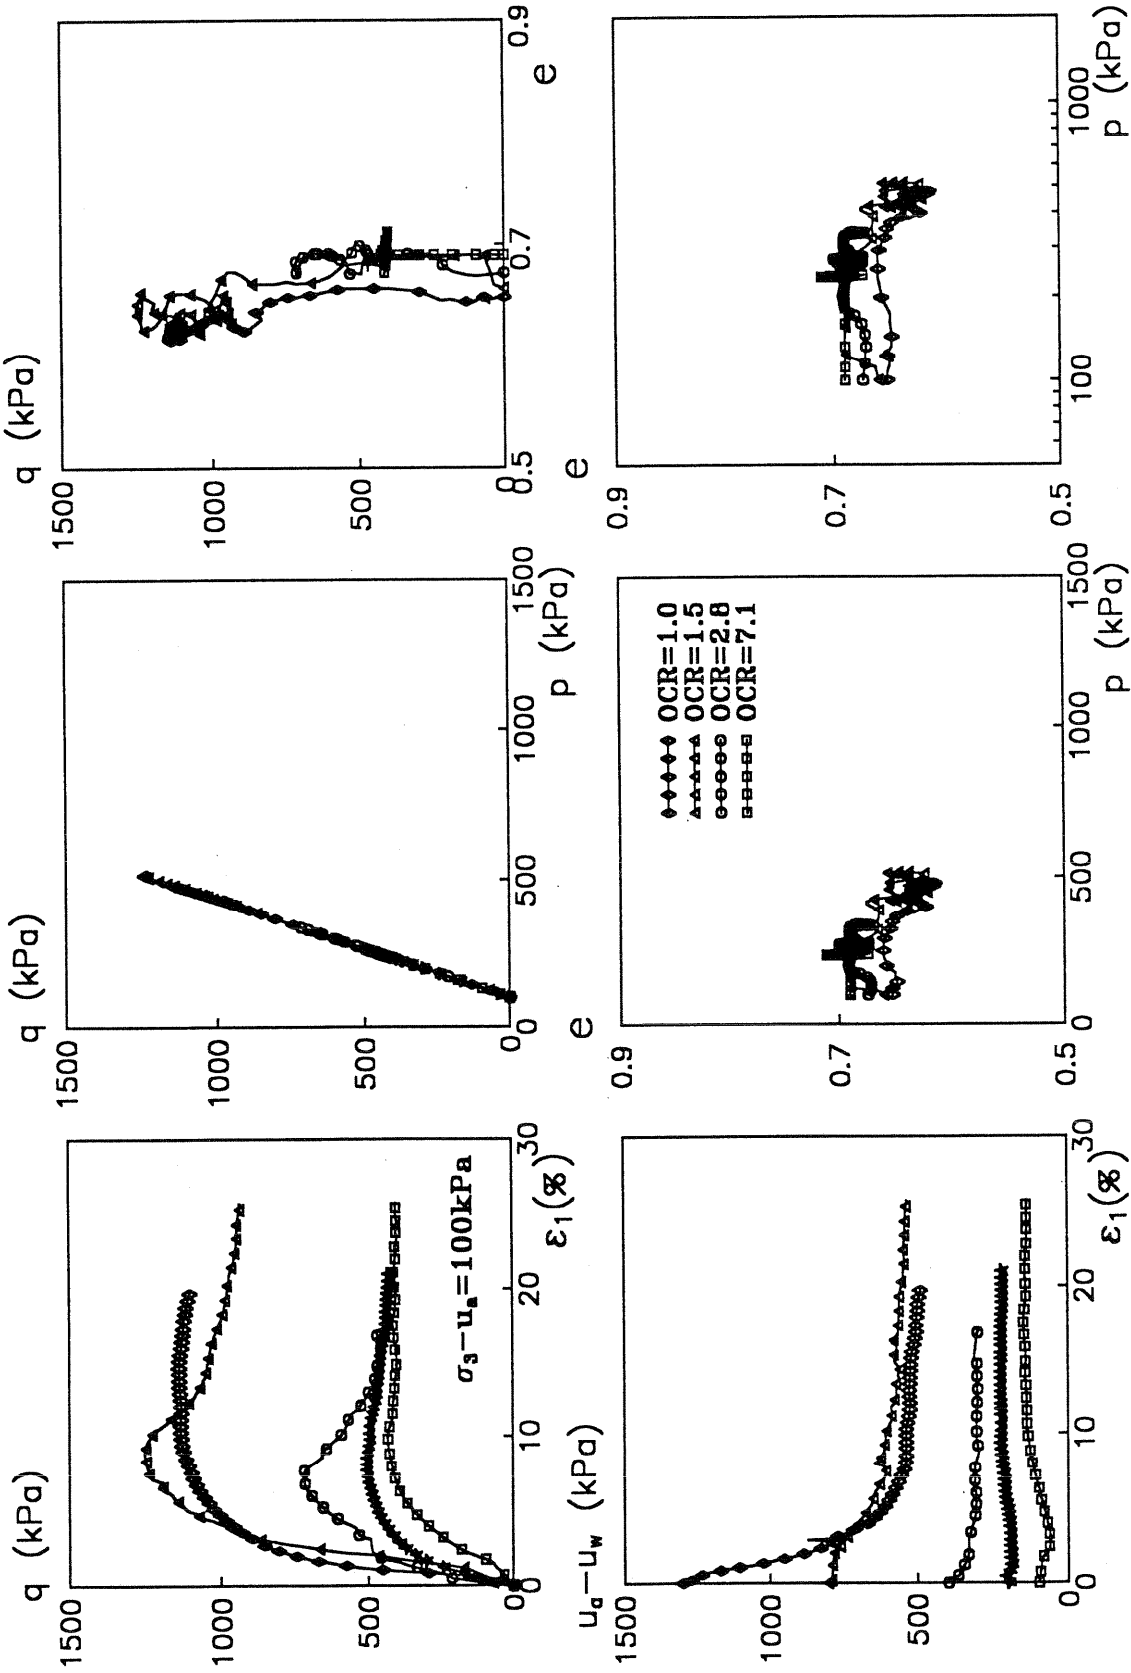 q (kPa) q (kPa) q (kPa)
1500 1500 1500
1000 1000 1000
500 500 500
σ₃−uₐ=100kPa
0 0 0
0 10 20 30 0 500 1000 1500 0.5 0.7 0.9
ε₁(%) p (kPa) e
uₐ−u_w (kPa) e e
1500 0.9 0.9
OCR=1.0
OCR=1.5
OCR=2.8
OCR=7.1
1000 0.7 0.7
500
0 0.5 0.5
0 10 20 30 0 500 1000 1500 100 1000
ε₁(%) p (kPa) p (kPa)